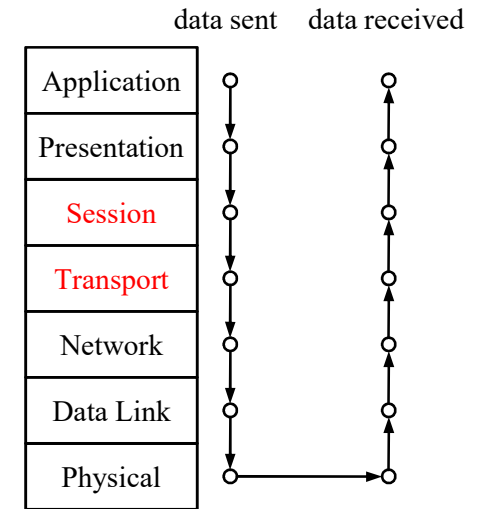 data sent data received
Application
Presentation
Session
Transport
Network
Data Link
Physical